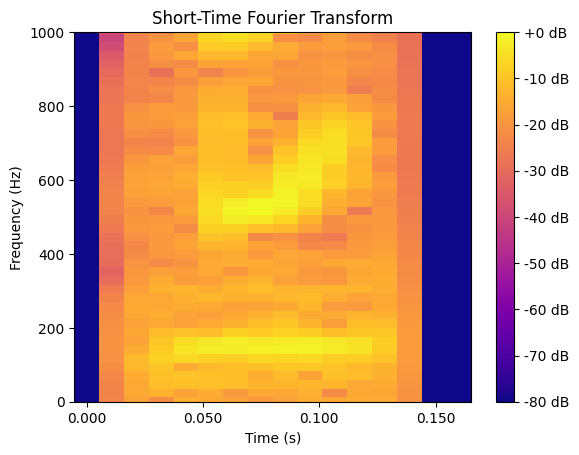 Short-Time Fourier Transform
1000
800
600
400
200
0
Frequency (Hz)
0.000
0.050
0.100
0.150
Time (s)
+0 dB
-10 dB
-20 dB
-30 dB
-40 dB
-50 dB
-60 dB
-70 dB
-80 dB